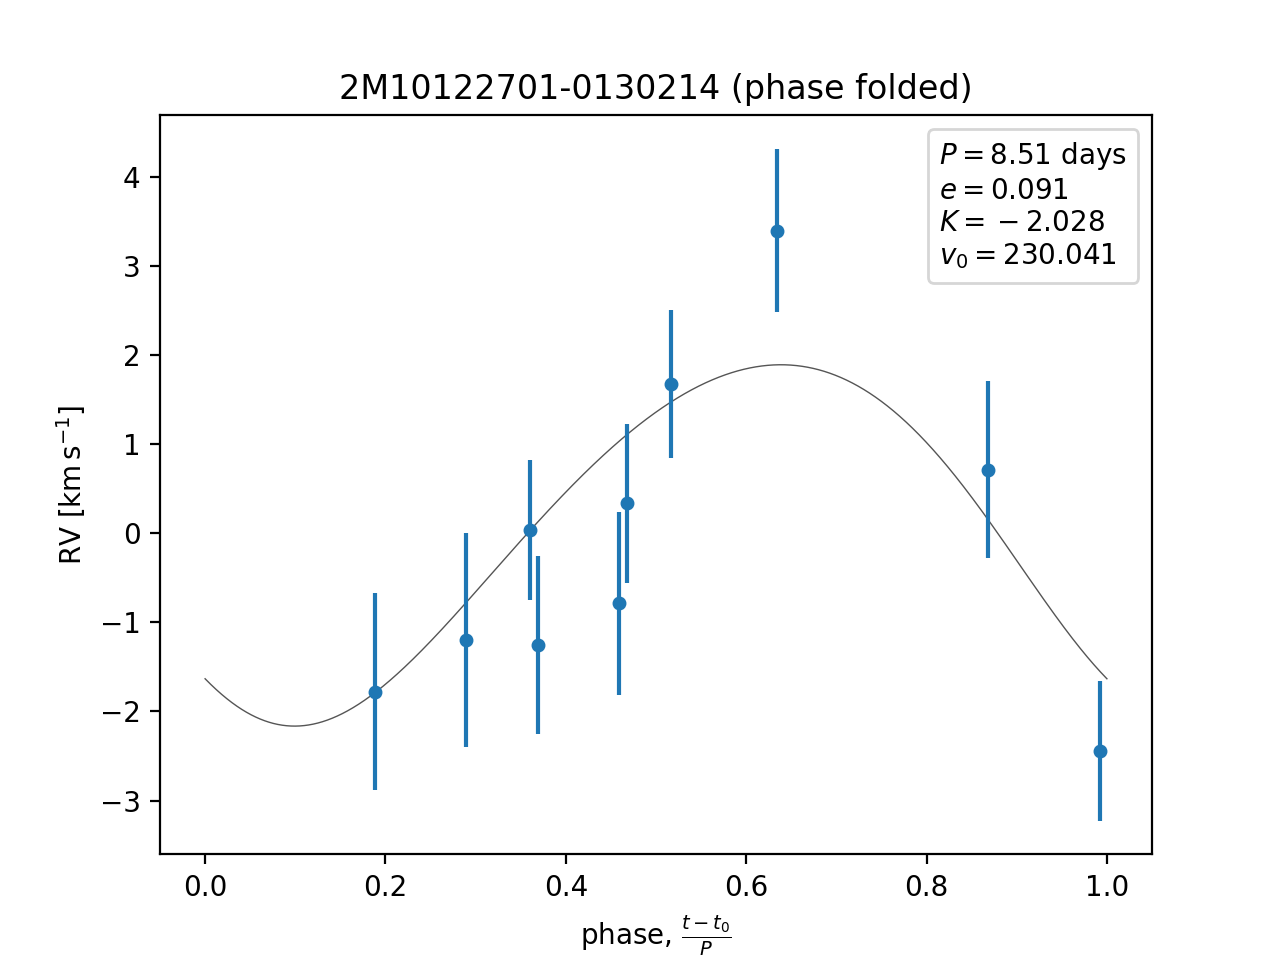 2M10122701-0130214 (phase folded)
P = 8.51 days
e = 0.091
K = −2.028
v₀ = 230.041
RV [km s⁻¹]
4
3
2
1
0
−1
−2
−3
0.0 0.2 0.4 0.6 0.8 1.0
phase, (t − t₀)/P